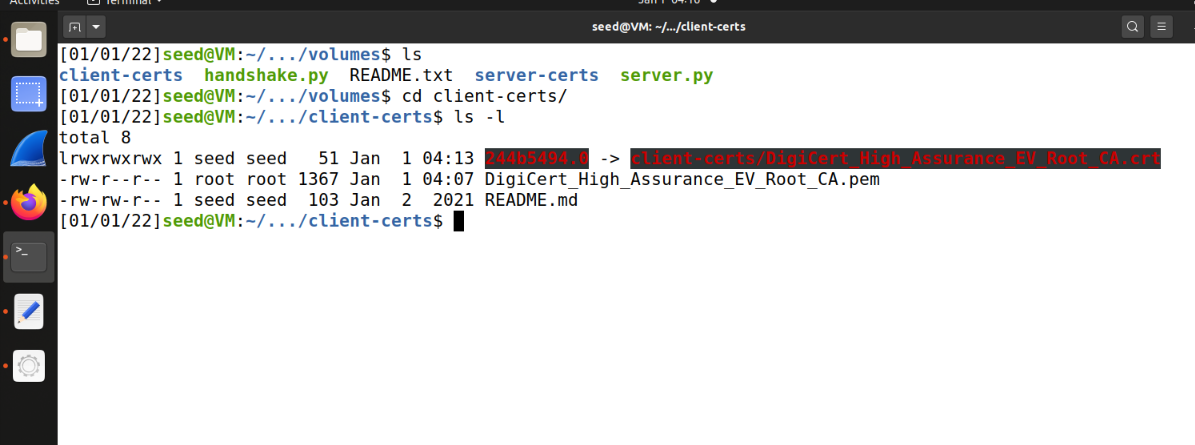 Activities Terminal Jan 1 04:16
seed@VM: ~/.../client-certs
[01/01/22]seed@VM:~/.../volumes$ ls
client-certs handshake.py README.txt server-certs server.py
[01/01/22]seed@VM:~/.../volumes$ cd client-certs/
[01/01/22]seed@VM:~/.../client-certs$ ls -l
total 8
lrwxrwxrwx 1 seed seed 51 Jan 1 04:13 244b5494.0 -> client-certs/DigiCert_High_Assurance_EV_Root_CA.crt
-rw-r--r-- 1 root root 1367 Jan 1 04:07 DigiCert_High_Assurance_EV_Root_CA.pem
-rw-rw-r-- 1 seed seed 103 Jan 2 2021 README.md
[01/01/22]seed@VM:~/.../client-certs$